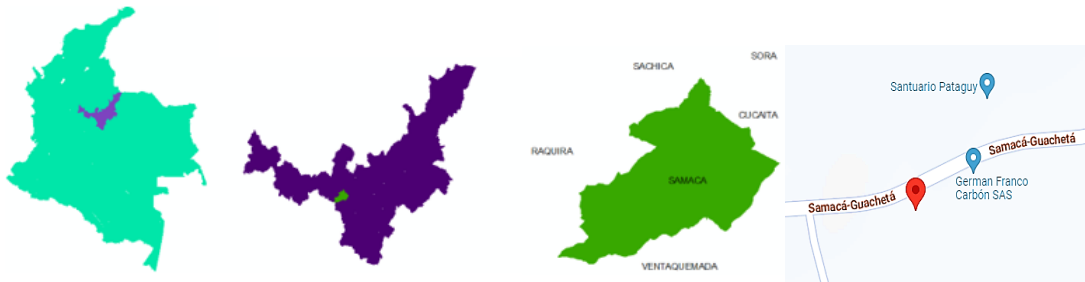 SORA
SACHICA
CUCAITA
RAQUIRA
SAMACA
VENTAQUEMADA
Santuario Pataguy
Samacá-Guachetá
German Franco
Carbón SAS
Samacá-Guachetá